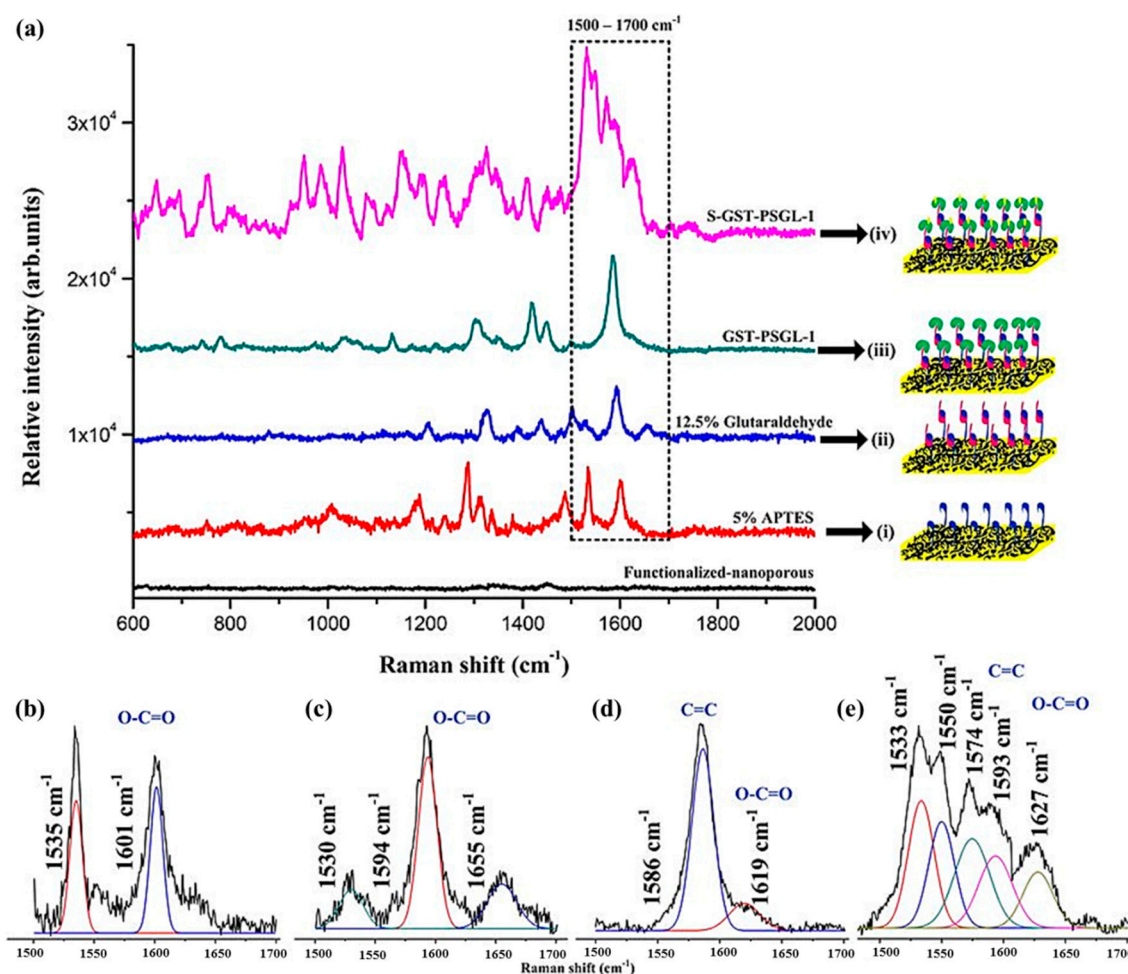 (a)
1500 – 1700 cm⁻¹
3x10⁴
2x10⁴
1x10⁴
Relative intensity (arb.units)
S-GST-PSGL-1
(iv)
GST-PSGL-1
(iii)
12.5% Glutaraldehyde
(ii)
5% APTES
(i)
Functionalized-nanoporous
600 800 1000 1200 1400 1600 1800 2000
Raman shift (cm⁻¹)
(b)
O-C=O
1535 cm⁻¹
1601 cm⁻¹
1500 1550 1600 1650 1700
(c)
O-C=O
1530 cm⁻¹
1594 cm⁻¹
1655 cm⁻¹
1500 1550 1600 1650 1700
(d)
C=C
O-C=O
1586 cm⁻¹
1619 cm⁻¹
1500 1550 1600 1650 1700
(e)
C=C
O-C=O
1533 cm⁻¹
1550 cm⁻¹
1574 cm⁻¹
1593 cm⁻¹
1627 cm⁻¹
1500 1550 1600 1650 1700
Raman shift (cm⁻¹)